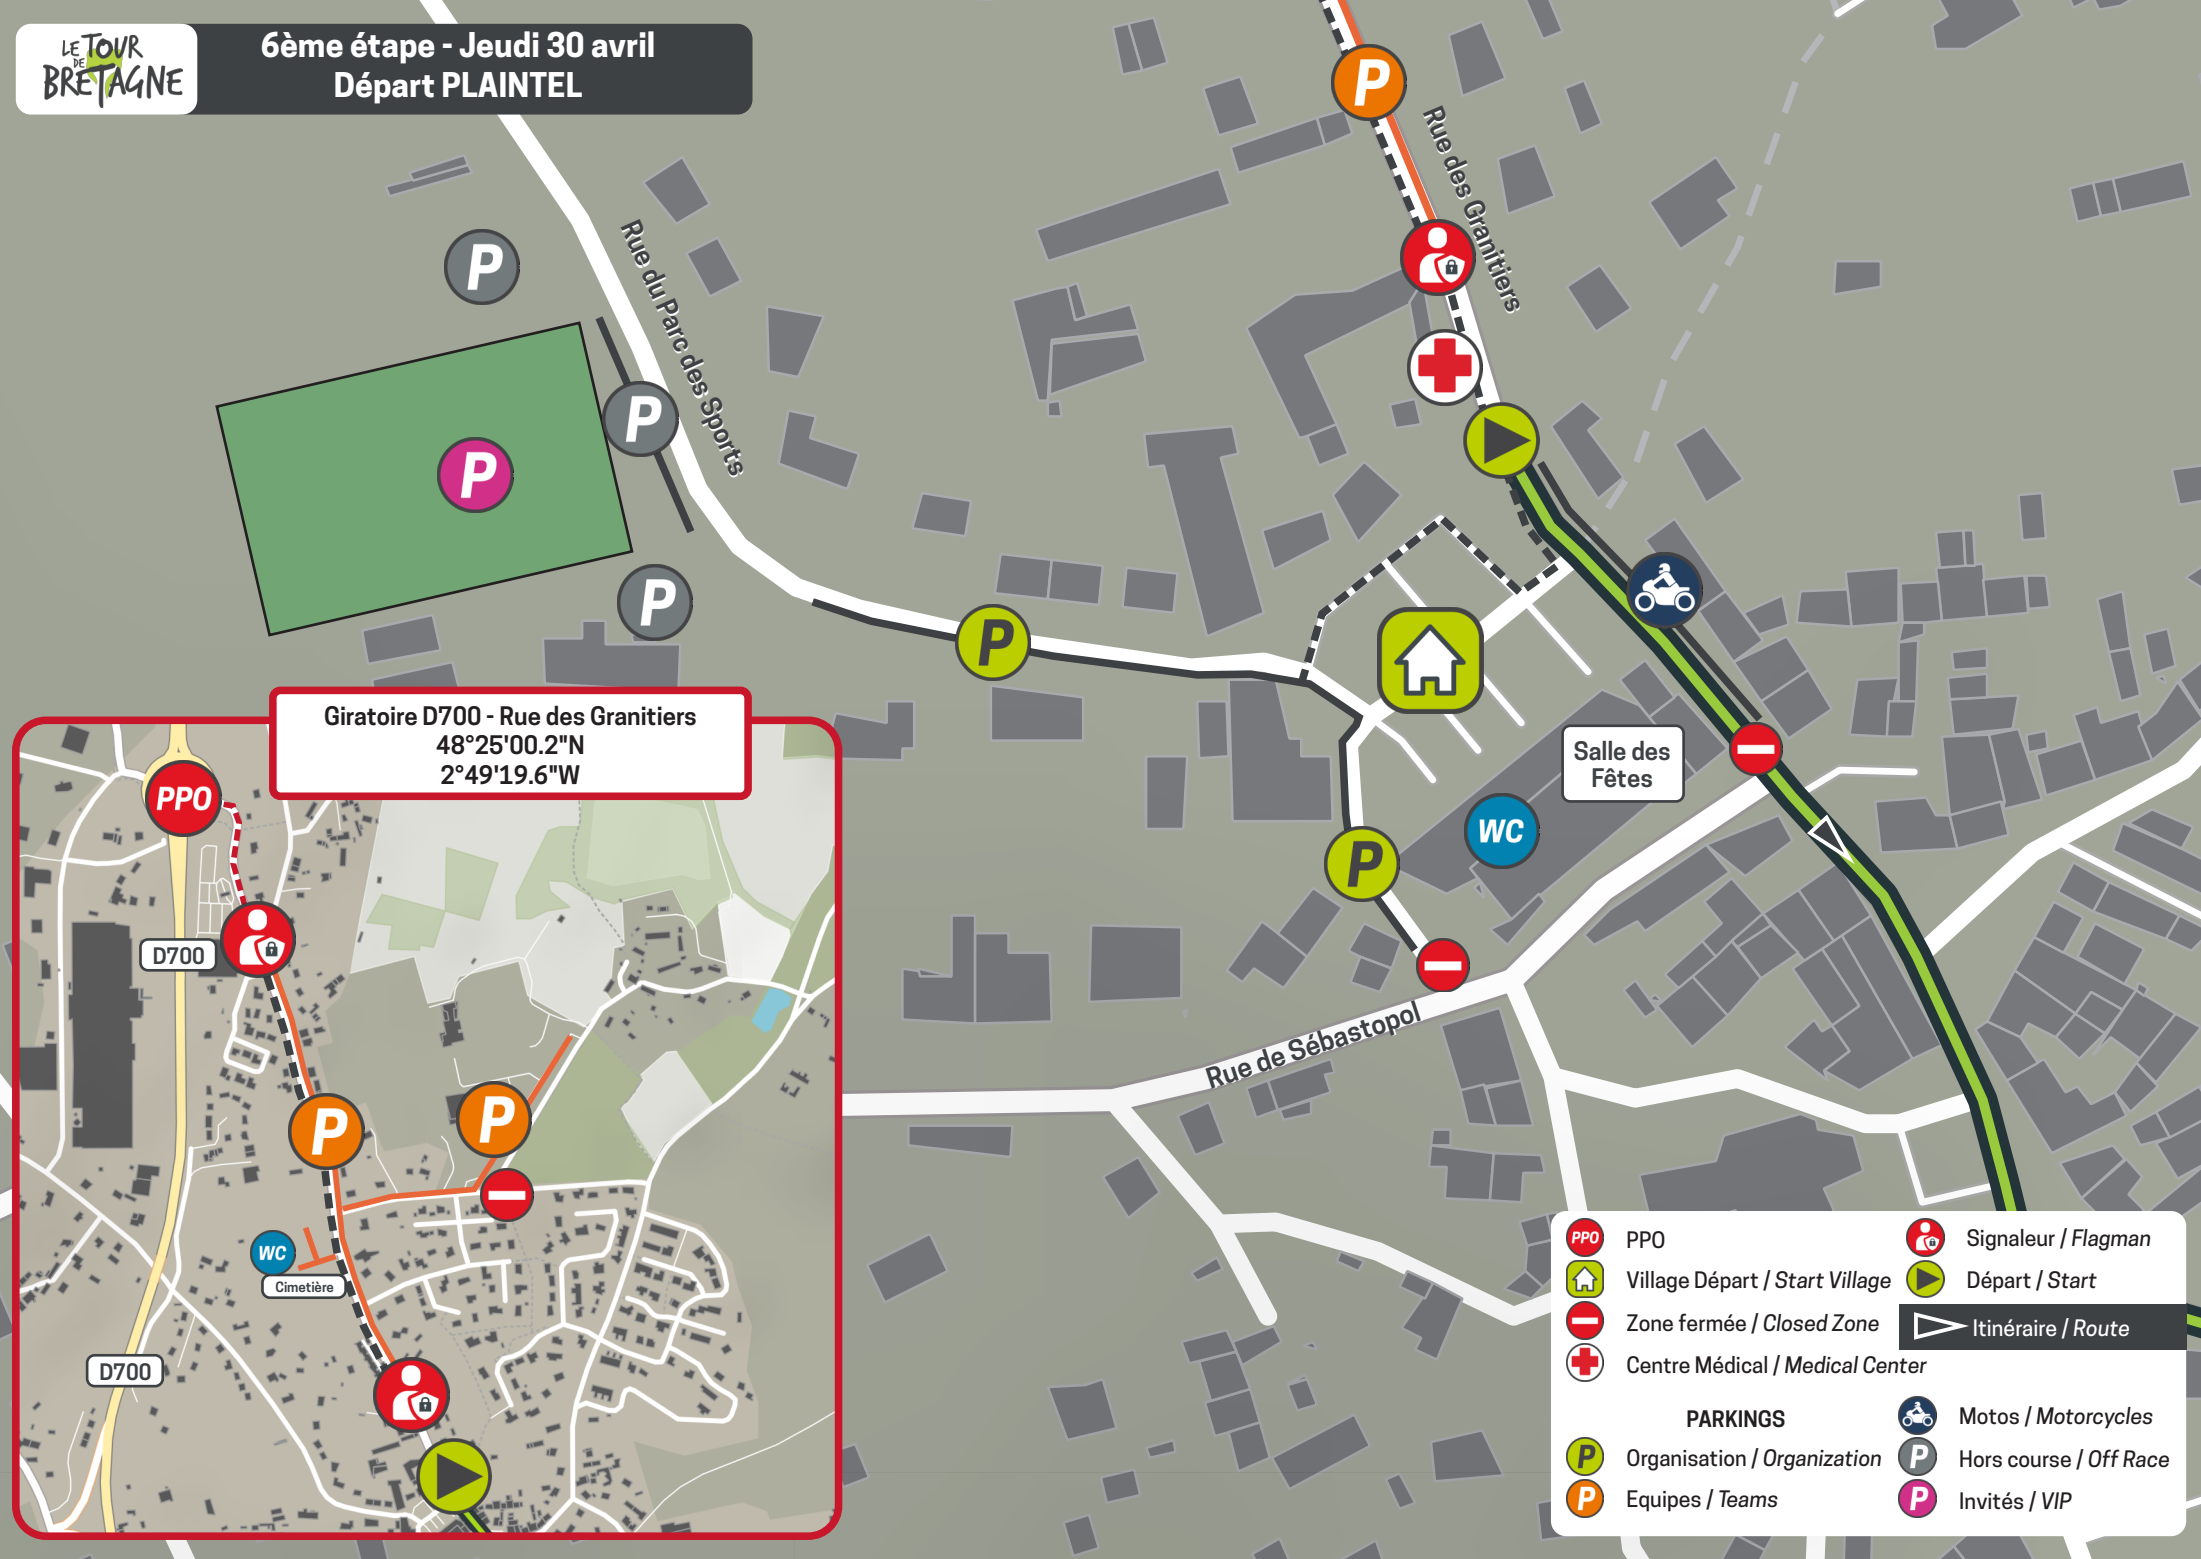 LE TOUR
DE
BRETAGNE
6ème étape - Jeudi 30 avril
Départ PLAINTEL
P
Rue des Granitiers
P
Rue du Parc des Sports
P
P
P
P
Giratoire D700 - Rue des Granitiers
48°25'00.2"N
2°49'19.6"W
Salle des
Fêtes
PPO
WC
P
D700
Rue de Sébastopol
P
P
WC
Cimetière
D700
PPO PPO
Village Départ / Start Village
Zone fermée / Closed Zone
Centre Médical / Medical Center
Signaleur / Flagman
Départ / Start
Itinéraire / Route
PARKINGS
P Organisation / Organization
P Equipes / Teams
Motos / Motorcycles
P Hors course / Off Race
P Invités / VIP